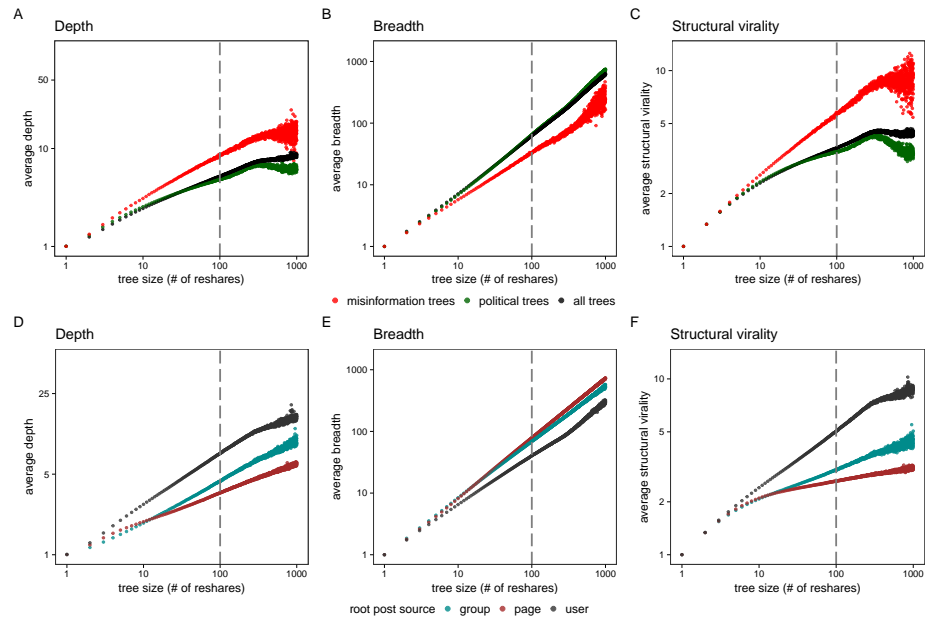 A
Depth
50
10
1
average depth
1
10
100
1000
tree size (# of reshares)
B
Breadth
1000
100
10
1
average breadth
1
10
100
1000
tree size (# of reshares)
C
Structural virality
10
5
2
1
average structural virality
1
10
100
1000
tree size (# of reshares)
misinformation trees political trees all trees
D
Depth
25
5
1
average depth
1
10
100
1000
tree size (# of reshares)
E
Breadth
1000
100
10
1
average breadth
1
10
100
1000
tree size (# of reshares)
F
Structural virality
10
5
2
1
average structural virality
1
10
100
1000
tree size (# of reshares)
root post source group page user